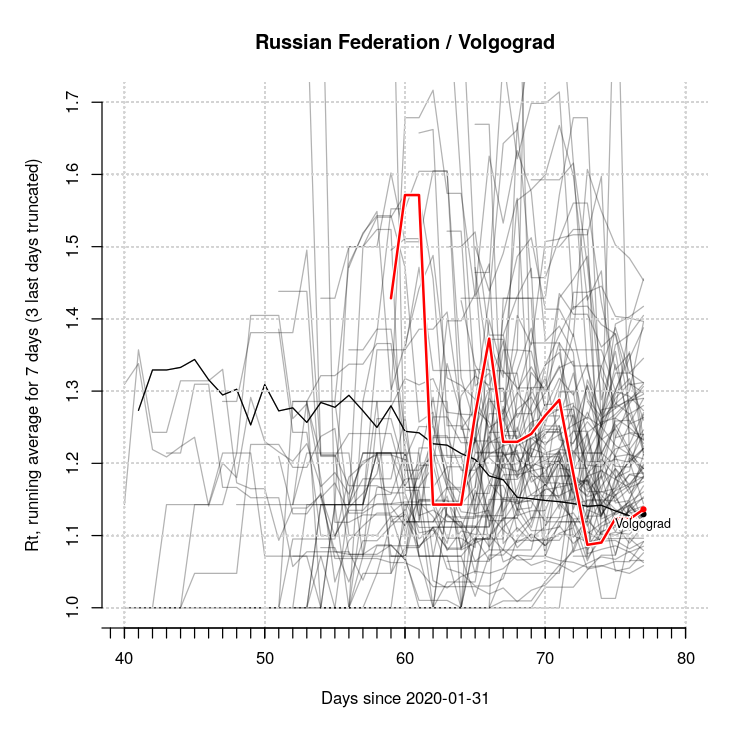 Russian Federation / Volgograd
Rt, running average for 7 days (3 last days truncated)
1.7
1.6
1.5
1.4
1.3
1.2
1.1
1.0
Volgograd
40 50 60 70 80
Days since 2020-01-31